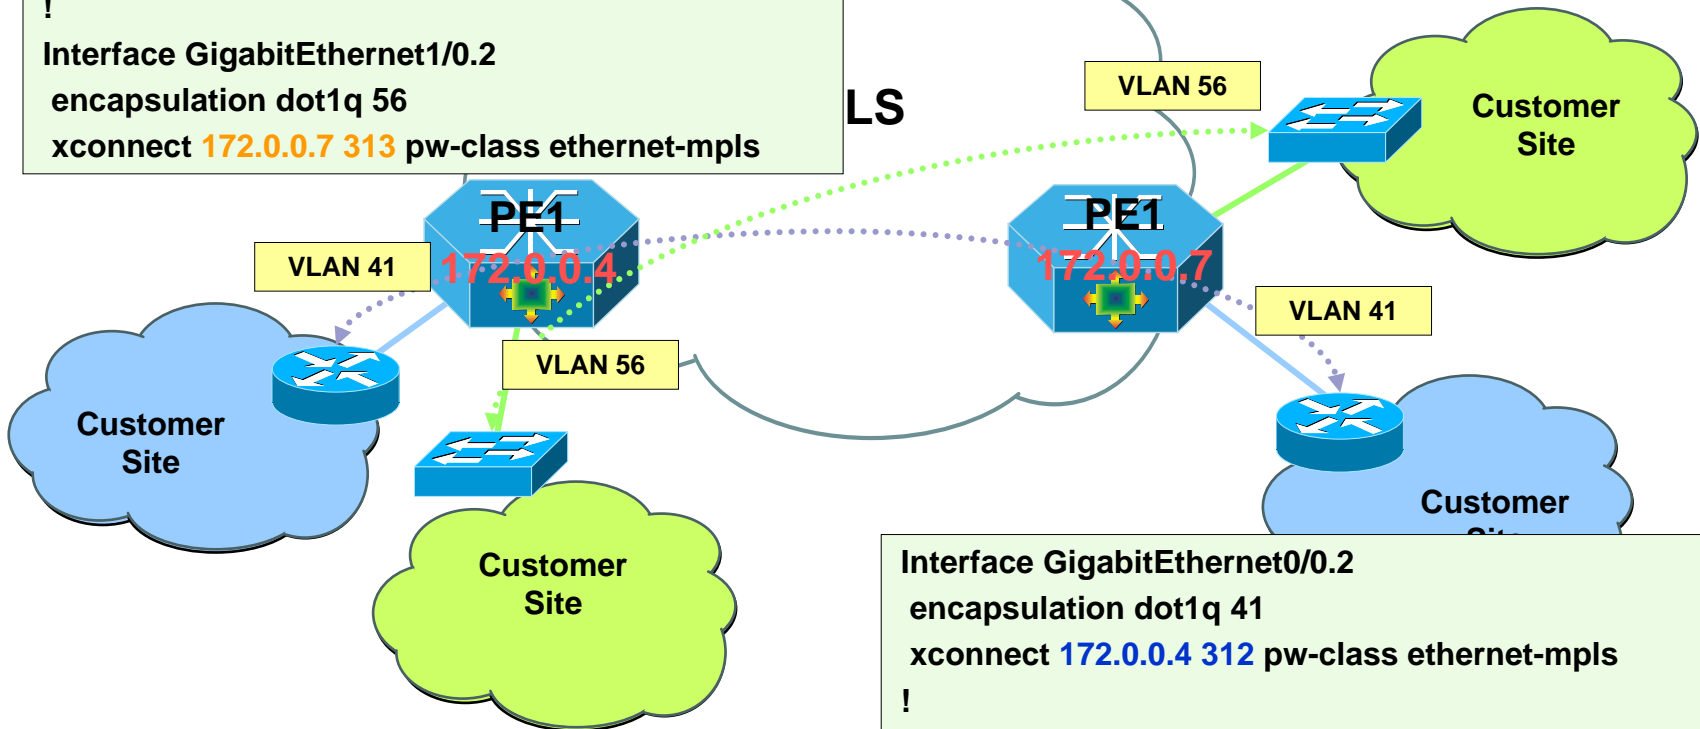 !
Interface GigabitEthernet1/0.2
encapsulation dot1q 56
xconnect 172.0.0.7 313 pw-class ethernet-mpls
LS
VLAN 56
Customer
Site
PE1
172.0.0.4
PE1
172.0.0.7
VLAN 41
VLAN 41
VLAN 56
Customer
Site
Customer
Site
Customer
Interface GigabitEthernet0/0.2
encapsulation dot1q 41
xconnect 172.0.0.4 312 pw-class ethernet-mpls
!